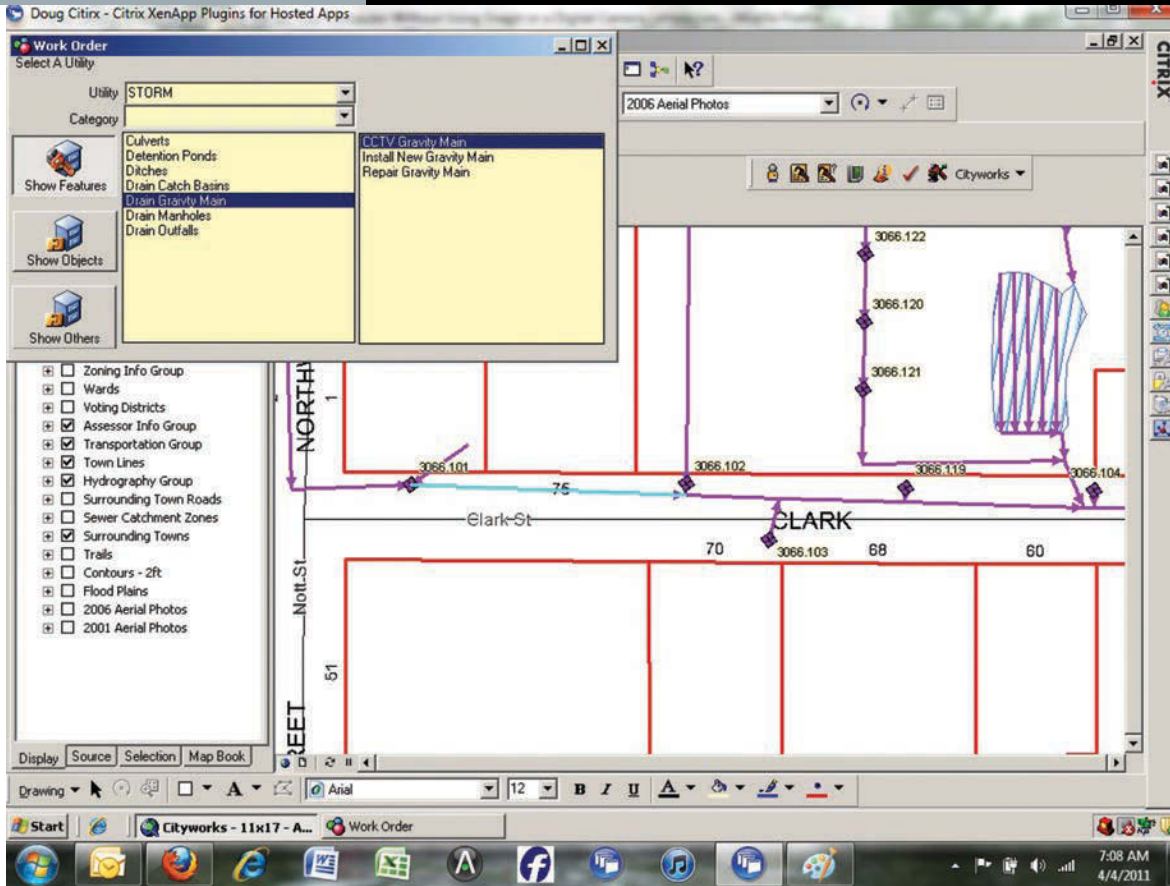 Doug Citirx - Citrix XenApp Plugins for Hosted Apps
Work Order
Select A Utility
Utility STORM
Category
Show Features
Show Objects
Show Others
Culverts
Detention Ponds
Ditches
Drain Catch Basins
Drain Gravity Main
Drain Manholes
Drain Outfalls
CCTV Gravity Main
Install New Gravity Main
Repair Gravity Main
CITRIX
2006 Aerial Photos
Cityworks
Zoning Info Group
Wards
Voting Districts
Assessor Info Group
Transportation Group
Town Lines
Hydrography Group
Surrounding Town Roads
Sewer Catchment Zones
Surrounding Towns
Trails
Contours - 2ft
Flood Plains
2006 Aerial Photos
2001 Aerial Photos
3066.122
3066.120
3066.121
1
3066.101
3066.102
3066.119
3066.104
75
Clark St
CLARK
70
3066.103
68
60
Nott St
51
Display Source Selection Map Book
Drawing A Arial 12 B I U A
Start Cityworks - 11x17 - A... Work Order
7:08 AM
4/4/2011